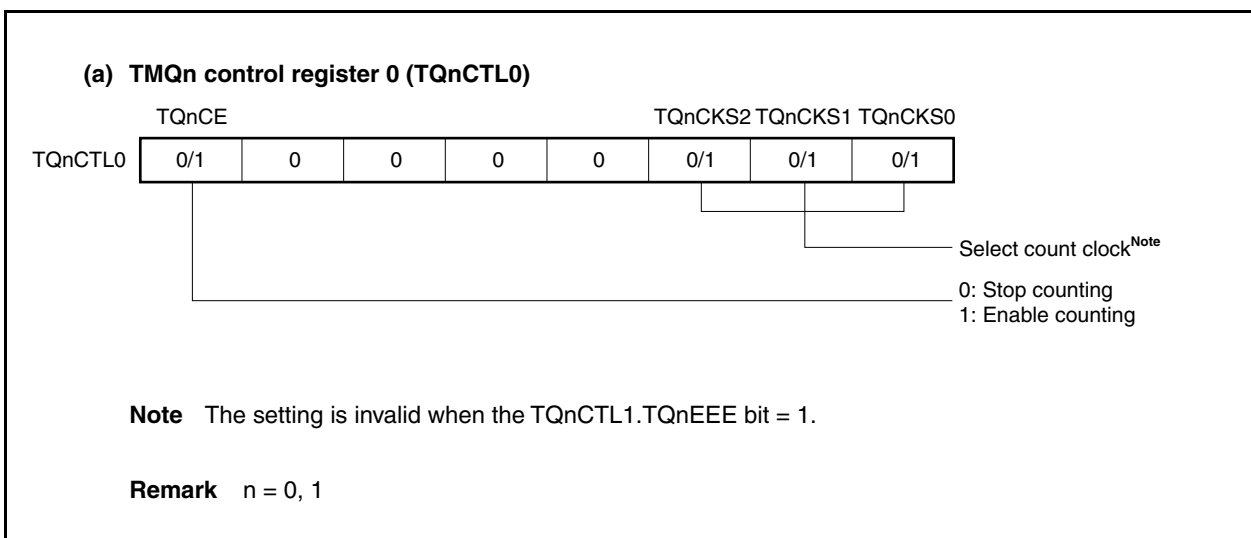 (a) TMQn control register 0 (TQnCTL0)
TQnCE TQnCKS2 TQnCKS1 TQnCKS0
TQnCTL0 0/1 0 0 0 0 0/1 0/1 0/1
Select count clockNote
0: Stop counting
1: Enable counting
Note The setting is invalid when the TQnCTL1.TQnEEE bit = 1.
Remark n = 0, 1